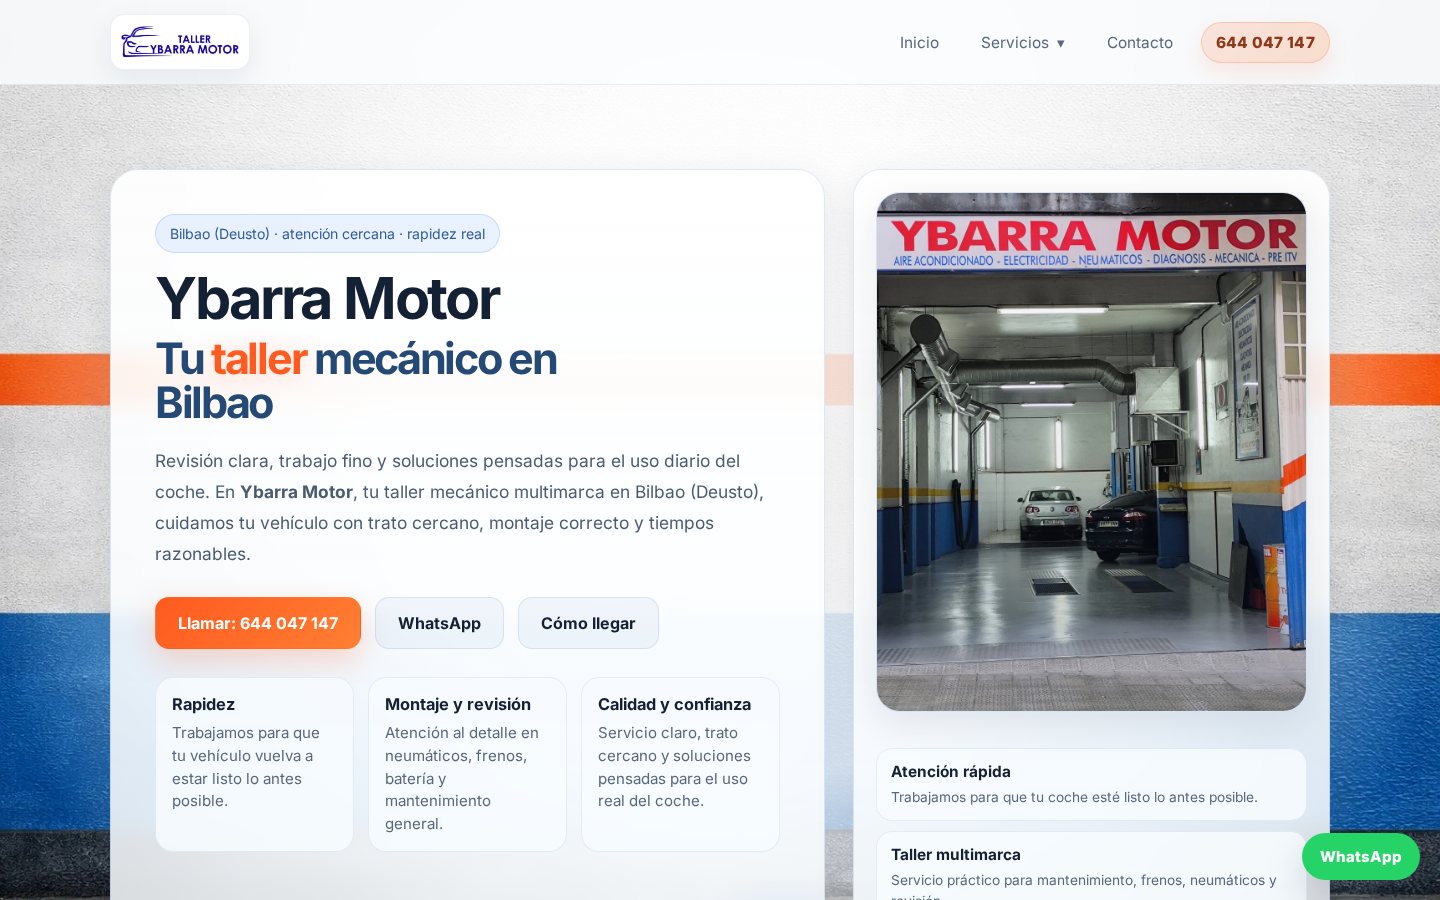 TALLER
YBARRA MOTOR
Inicio
Servicios ▾
Contacto
644 047 147
Bilbao (Deusto) · atención cercana · rapidez real
Ybarra Motor
Tu taller mecánico en
Bilbao
Revisión clara, trabajo fino y soluciones pensadas para el uso diario del
coche. En Ybarra Motor, tu taller mecánico multimarca en Bilbao (Deusto),
cuidamos tu vehículo con trato cercano, montaje correcto y tiempos
razonables.
Llamar: 644 047 147
WhatsApp
Cómo llegar
Rapidez
Trabajamos para que
tu vehículo vuelva a
estar listo lo antes
posible.
Montaje y revisión
Atención al detalle en
neumáticos, frenos,
batería y
mantenimiento
general.
Calidad y confianza
Servicio claro, trato
cercano y soluciones
pensadas para el uso
real del coche.
YBARRA MOTOR
AIRE ACONDICIONADO - ELECTRICIDAD - NEUMATICOS - DIAGNOSIS - MECANICA - PRE ITV
Atención rápida
Trabajamos para que tu coche esté listo lo antes posible.
Taller multimarca
Servicio práctico para mantenimiento, frenos, neumáticos y
revisión.
WhatsApp